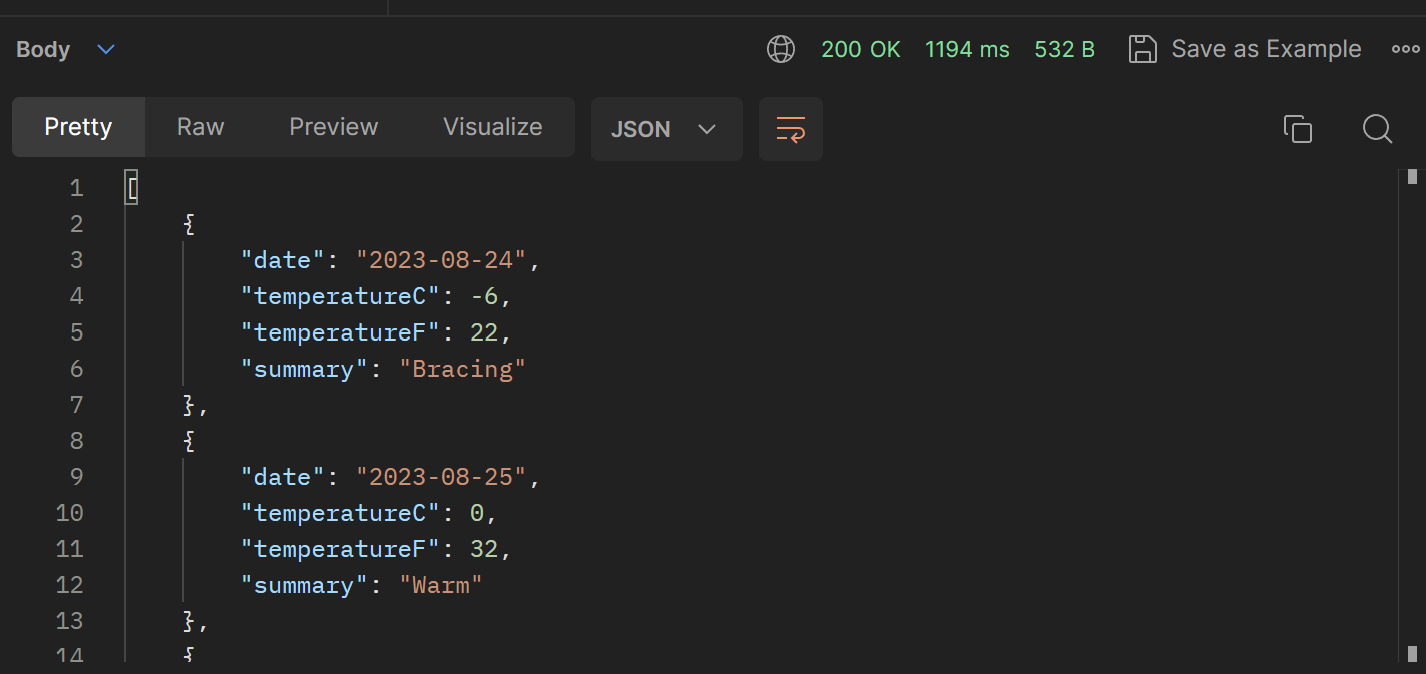 Body 200 OK 1194 ms 532 B Save as Example
Pretty Raw Preview Visualize JSON
1 [
2 {
3 "date": "2023-08-24",
4 "temperatureC": -6,
5 "temperatureF": 22,
6 "summary": "Bracing"
7 },
8 {
9 "date": "2023-08-25",
10 "temperatureC": 0,
11 "temperatureF": 32,
12 "summary": "Warm"
13 },
14 {